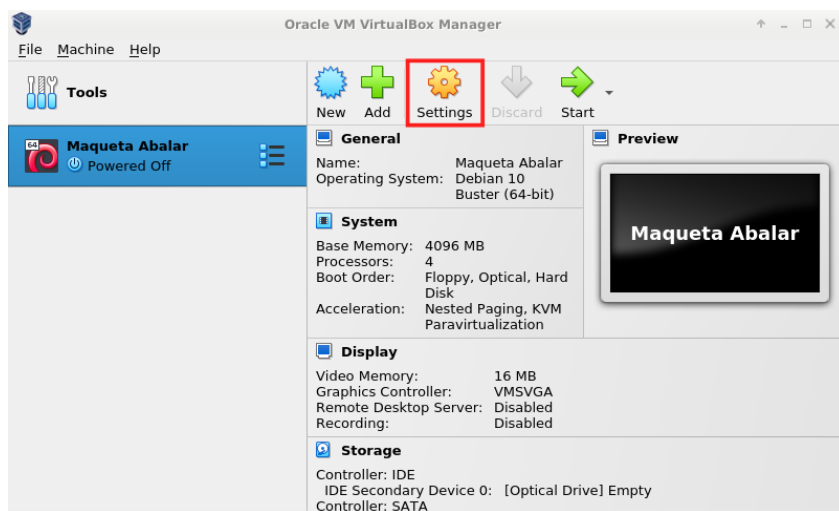 Oracle VM VirtualBox Manager
File Machine Help
Tools
New Add Settings Discard Start
64
Maqueta Abalar
Powered Off
General
Name: Maqueta Abalar
Operating System: Debian 10
Buster (64-bit)
Preview
Maqueta Abalar
System
Base Memory: 4096 MB
Processors: 4
Boot Order: Floppy, Optical, Hard
Disk
Acceleration: Nested Paging, KVM
Paravirtualization
Display
Video Memory: 16 MB
Graphics Controller: VMSVGA
Remote Desktop Server: Disabled
Recording: Disabled
Storage
Controller: IDE
IDE Secondary Device 0: [Optical Drive] Empty
Controller: SATA